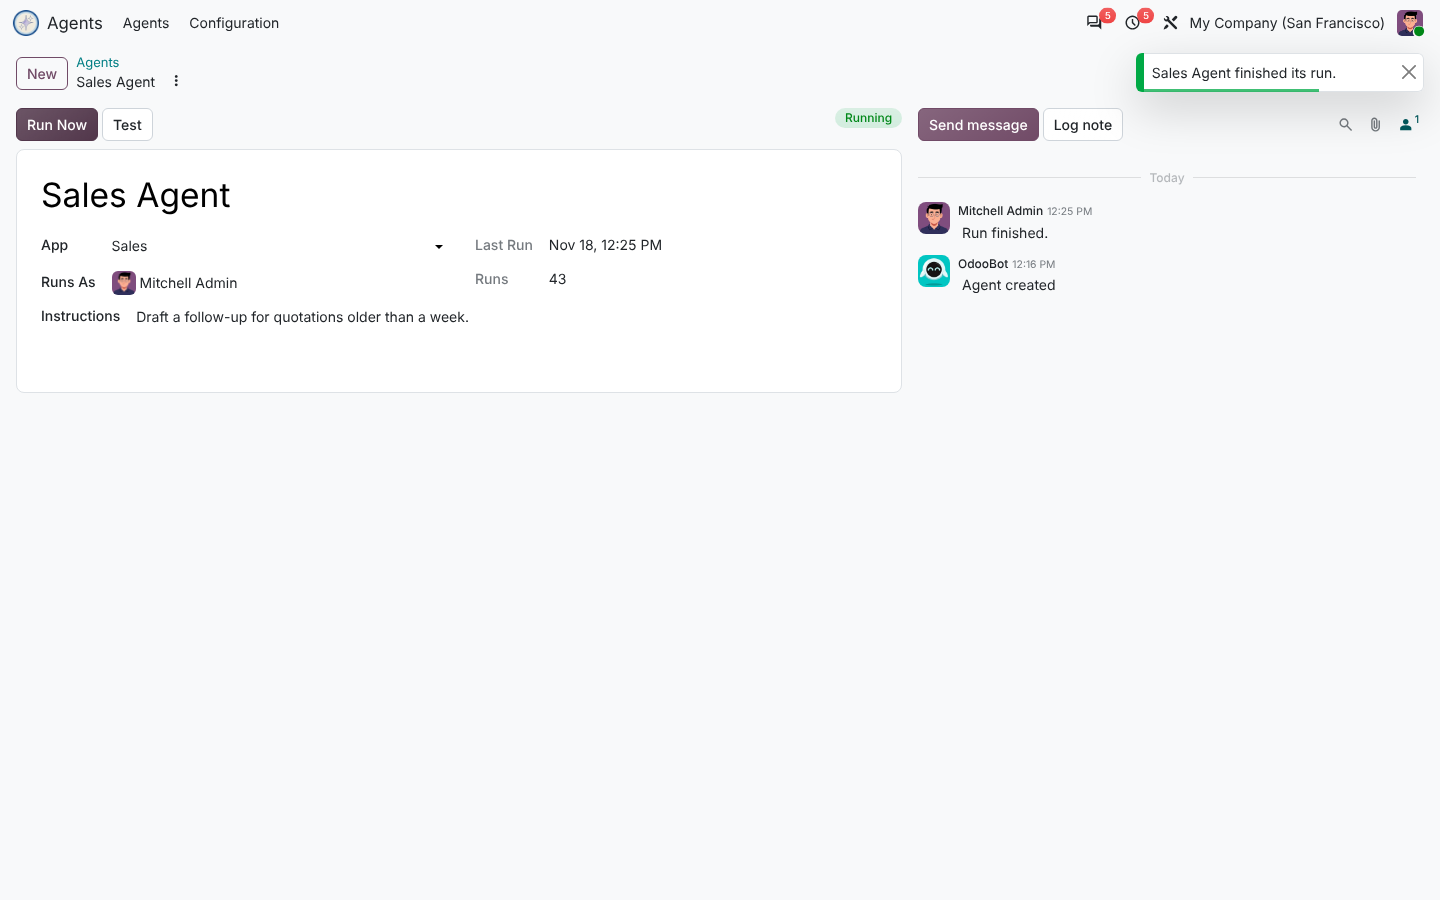 Agents Agents Configuration 5 5 My Company (San Francisco)
New Agents
Sales Agent
Sales Agent finished its run.
Run Now Test Running Send message Log note 1
Sales Agent
App Sales
Runs As Mitchell Admin
Instructions Draft a follow-up for quotations older than a week.
Last Run Nov 18, 12:25 PM
Runs 43
Today
Mitchell Admin 12:25 PM
Run finished.
OdooBot 12:16 PM
Agent created